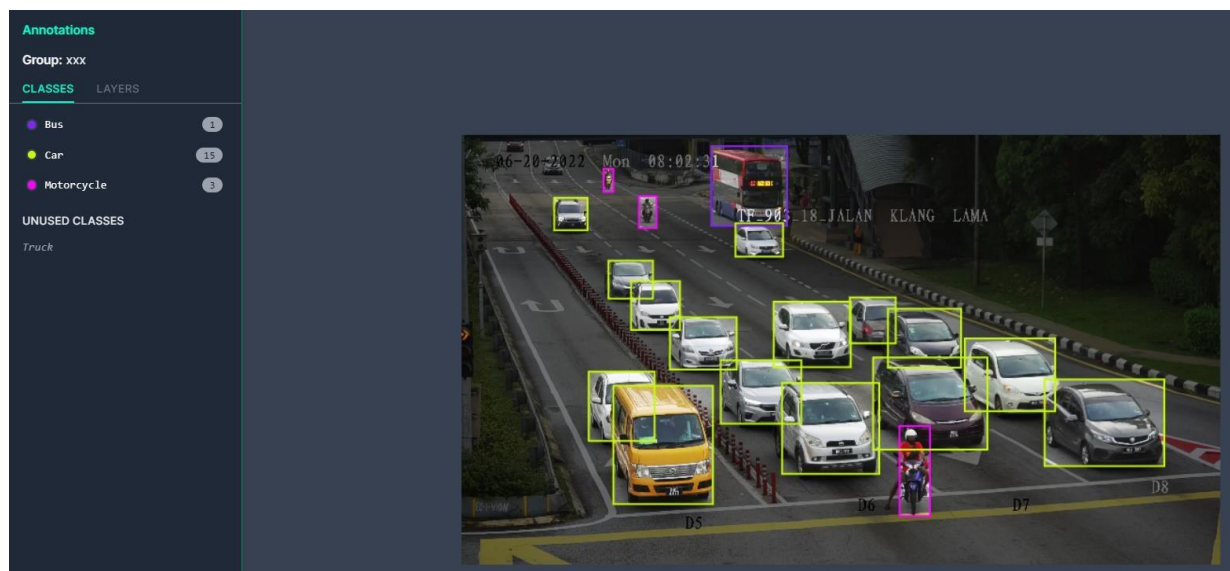 Annotations
Group: xxx
CLASSES LAYERS
Bus 1
Car 15
Motorcycle 3
UNUSED CLASSES
Truck
06-20-2022 Mon 08:02:31
TF_903_18_JALAN KLANG LAMA
D5 D6 D7 D8